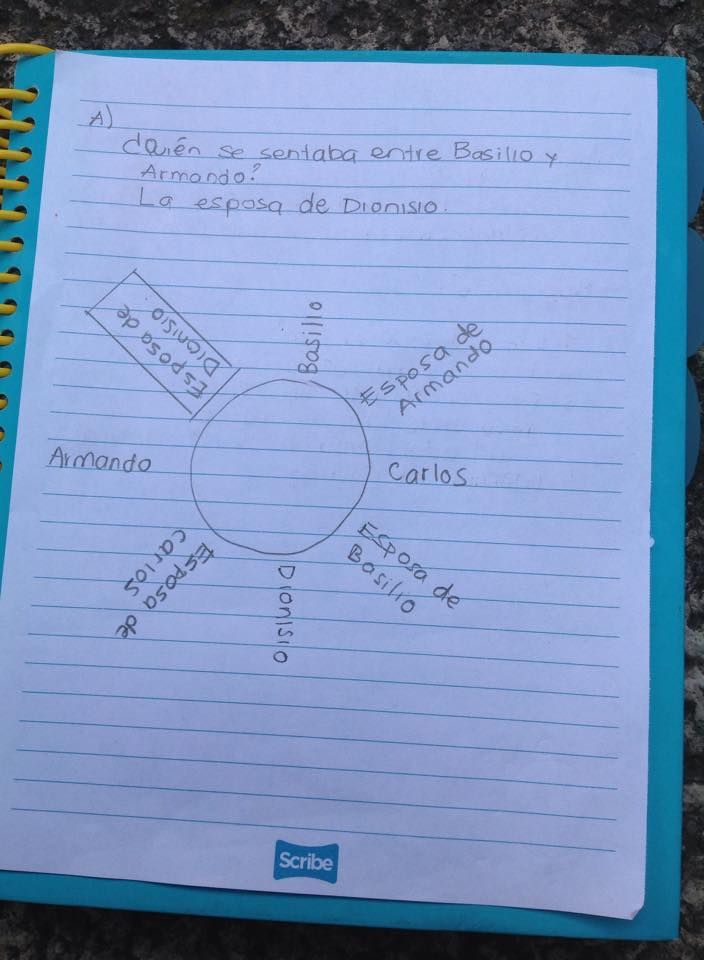 A)
¿Quién se sentaba entre Basilio y
Armando?
La esposa de Dionisio.
Esposa de
Dionisio
Basilio
Esposa de
Armando
Armando
Carlos
Esposa de
Carlos
Dionisio
Esposa de
Basilio
Scribe